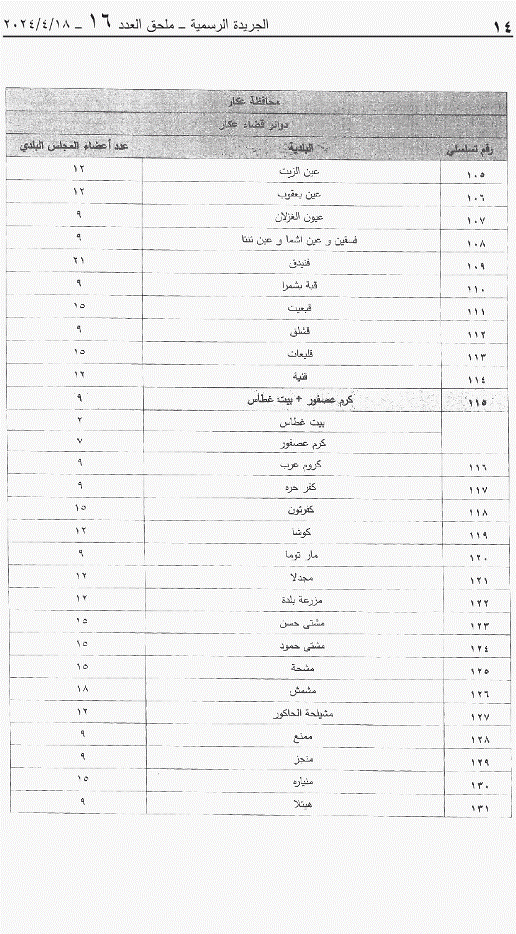 ١٤ الجريدة الرسمية – ملحق العدد ١٦ – ٢٠٢٤/٤/١٨
محافظة عكار
دوائر قضاء عكار
رقم تسلسلي البلدية عدد أعضاء المجلس البلدي
١٠٥ عين الزيت ١٢
١٠٦ عين يعقوب ١٢
١٠٧ عيون الغزلان ٩
١٠٨ فسقين و عين اشما و عين تنتا ٩
١٠٩ فنيدق ٢١
١١٠ قبة بشمرا ٩
١١١ قبعيت ١٥
١١٢ قشلق ٩
١١٣ قليعات ١٥
١١٤ قنية ١٢
١١٥ كرم عصفور + بيت غطاس ٩
بيت غطاس ٢
كرم عصفور ٧
١١٦ كروم عرب ٩
١١٧ كفر حره ٩
١١٨ كفرتون ١٥
١١٩ كوشا ١٢
١٢٠ مار توما ٩
١٢١ مجدلا ١٢
١٢٢ مزرعة بلدة ١٢
١٢٣ مشتى حسن ١٥
١٢٤ مشتى حمود ١٥
١٢٥ مشحة ١٥
١٢٦ مشمش ١٨
١٢٧ مشيلحة الحاكور ١٢
١٢٨ ممنع ٩
١٢٩ منجز ٩
١٣٠ منياره ١٥
١٣١ هيتلا ٩